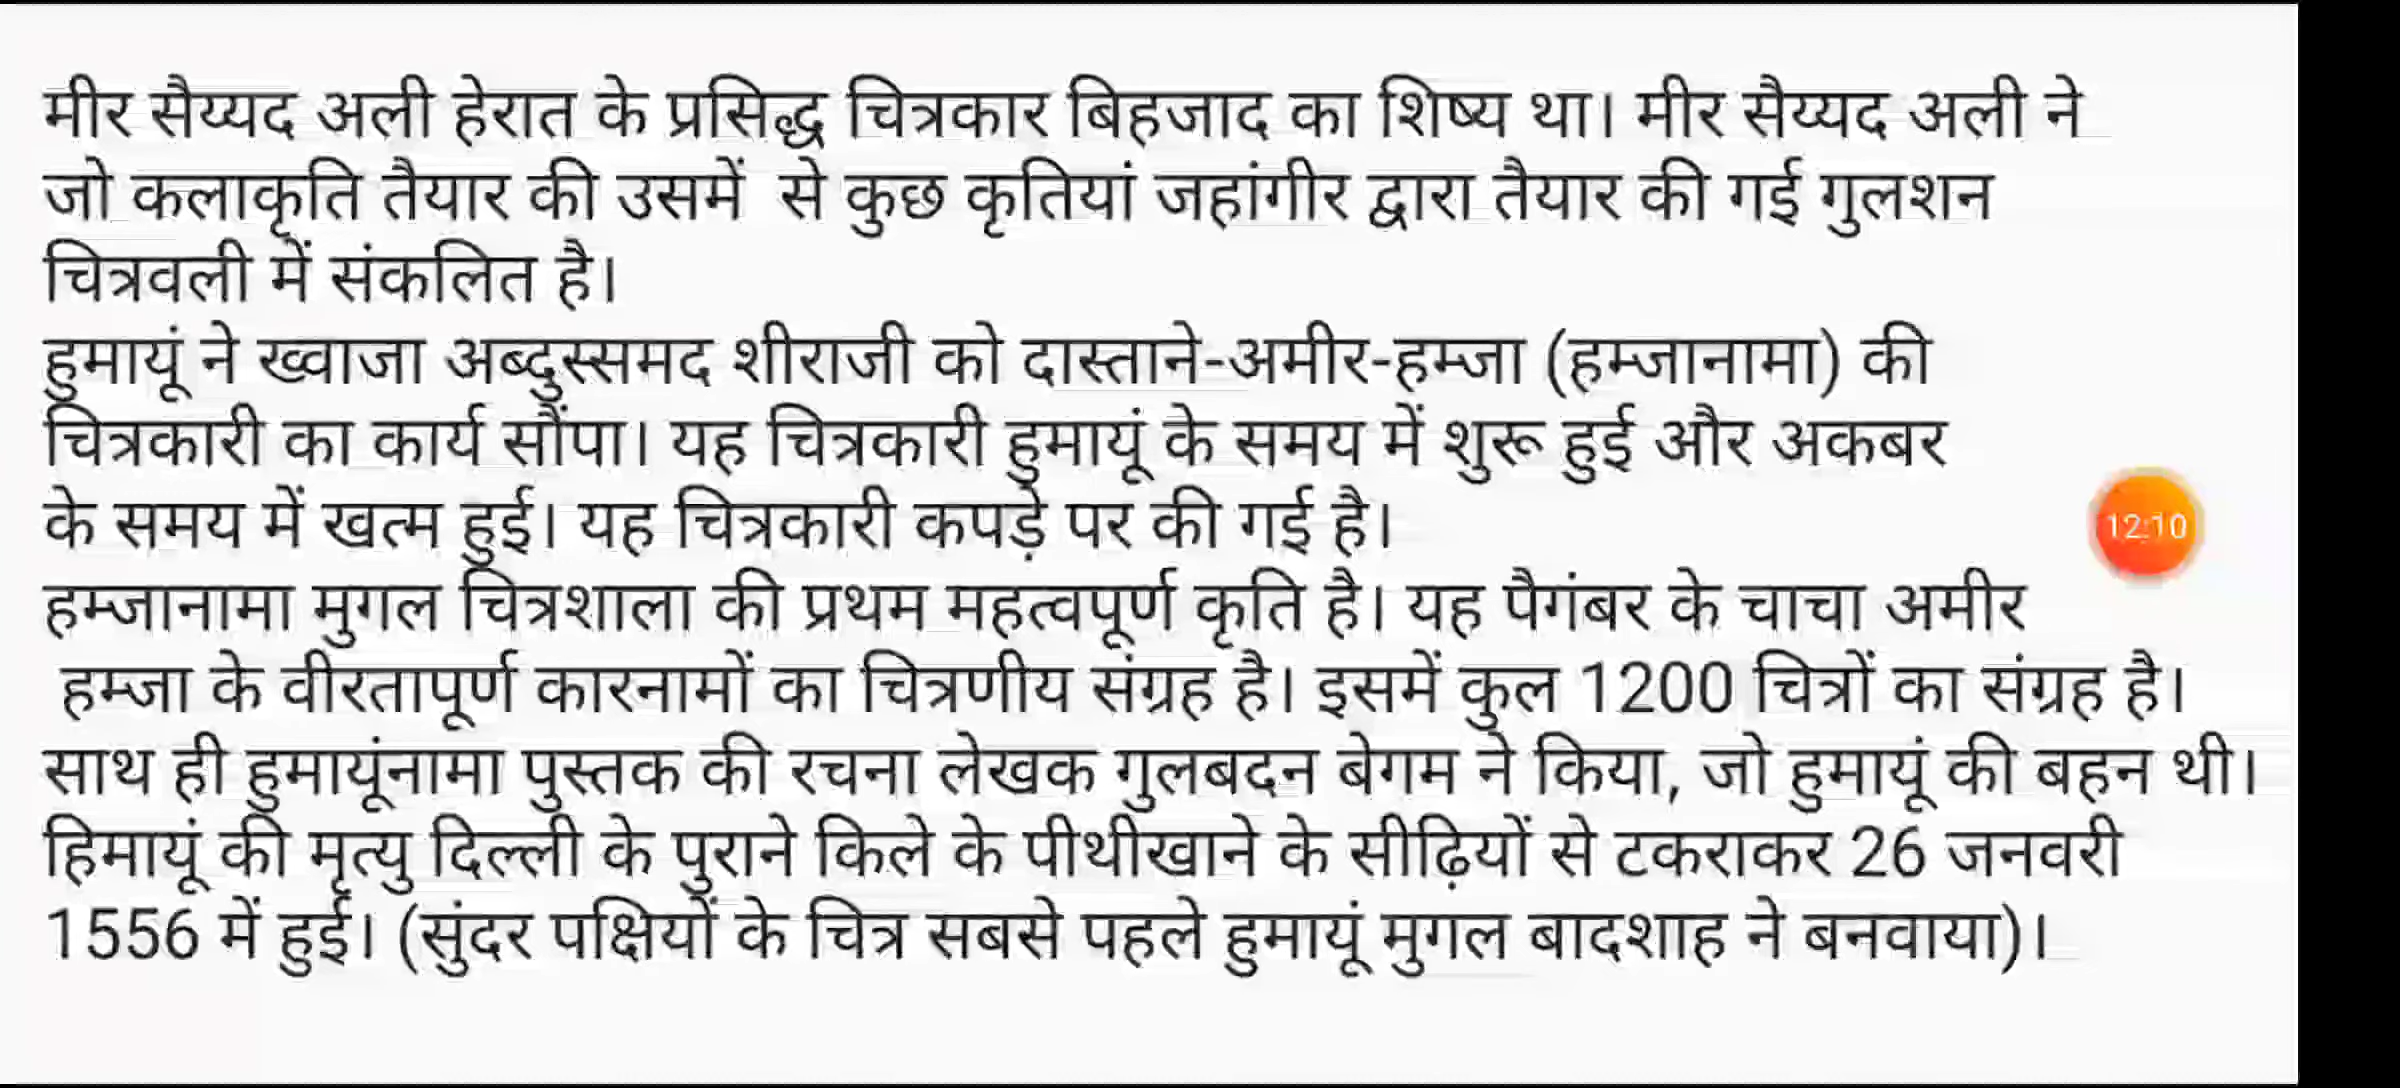 मीर सैय्यद अली हेरात के प्रसिद्ध चित्रकार बिहजाद का शिष्य था। मीर सैय्यद अली ने
जो कलाकृति तैयार की उसमें से कुछ कृतियां जहांगीर द्वारा तैयार की गई गुलशन
चित्रवली में संकलित है।
हुमायूं ने ख्वाजा अब्दुस्समद शीराजी को दास्ताने-अमीर-हम्जा (हम्जानामा) की
चित्रकारी का कार्य सौंपा। यह चित्रकारी हुमायूं के समय में शुरू हुई और अकबर
के समय में खत्म हुई। यह चित्रकारी कपड़े पर की गई है।
12:10
हम्जानामा मुगल चित्रशाला की प्रथम महत्वपूर्ण कृति है। यह पैगंबर के चाचा अमीर
हम्जा के वीरतापूर्ण कारनामों का चित्रणीय संग्रह है। इसमें कुल 1200 चित्रों का संग्रह है।
साथ ही हुमायूंनामा पुस्तक की रचना लेखक गुलबदन बेगम ने किया, जो हुमायूं की बहन थी।
हिमायूं की मृत्यु दिल्ली के पुराने किले के पीथीखाने के सीढ़ियों से टकराकर 26 जनवरी
1556 में हुई। (सुंदर पक्षियों के चित्र सबसे पहले हुमायूं मुगल बादशाह ने बनवाया)।